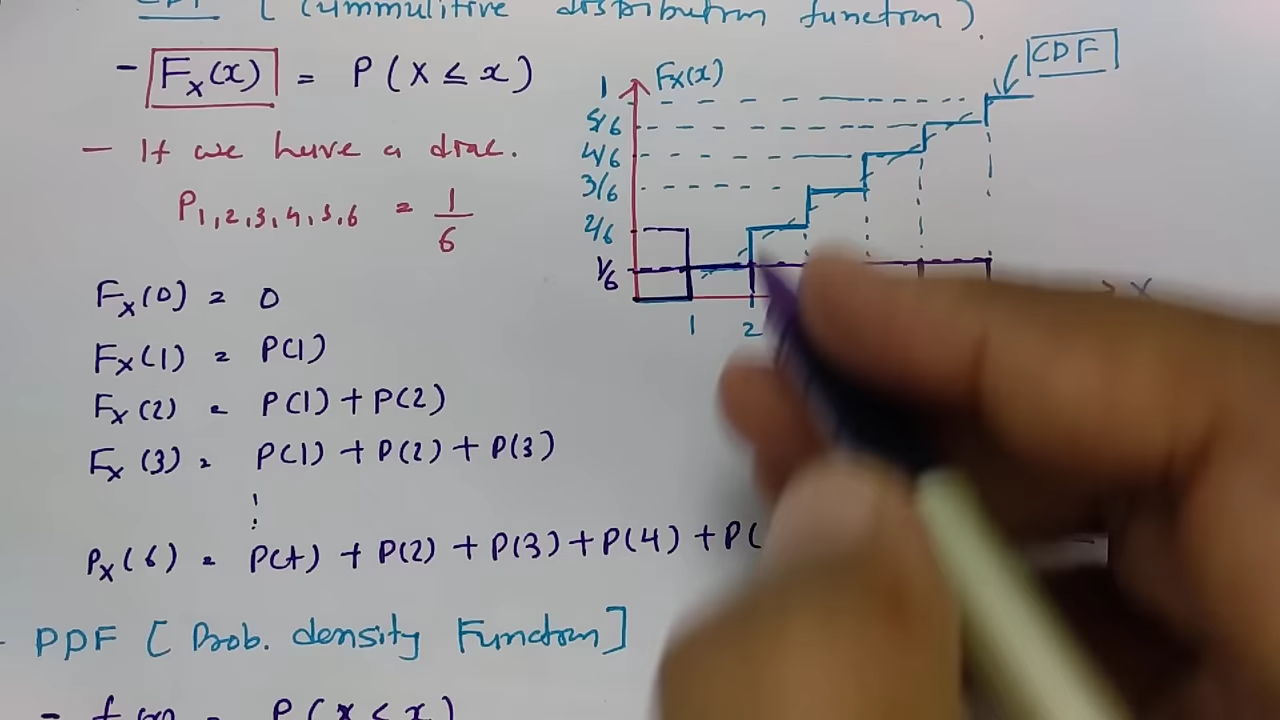 CDF [ Cummulitive distribution function ).
- Fx(x) = P ( X ≤ x )
- If we have a dice.
P1,2,3,4,5,6 = 1/6
Fx(0) = 0
Fx(1) = P(1)
Fx(2) = P(1) + P(2)
Fx(3) = P(1) + P(2) + P(3)
Px(6) = P(1) + P(2) + P(3) + P(4) + P(
- PDF [ Prob. density Function ]
P ( x ≤ x )
CDF
Fx(x)
1
5/6
4/6
3/6
2/6
1/6
1 2
X